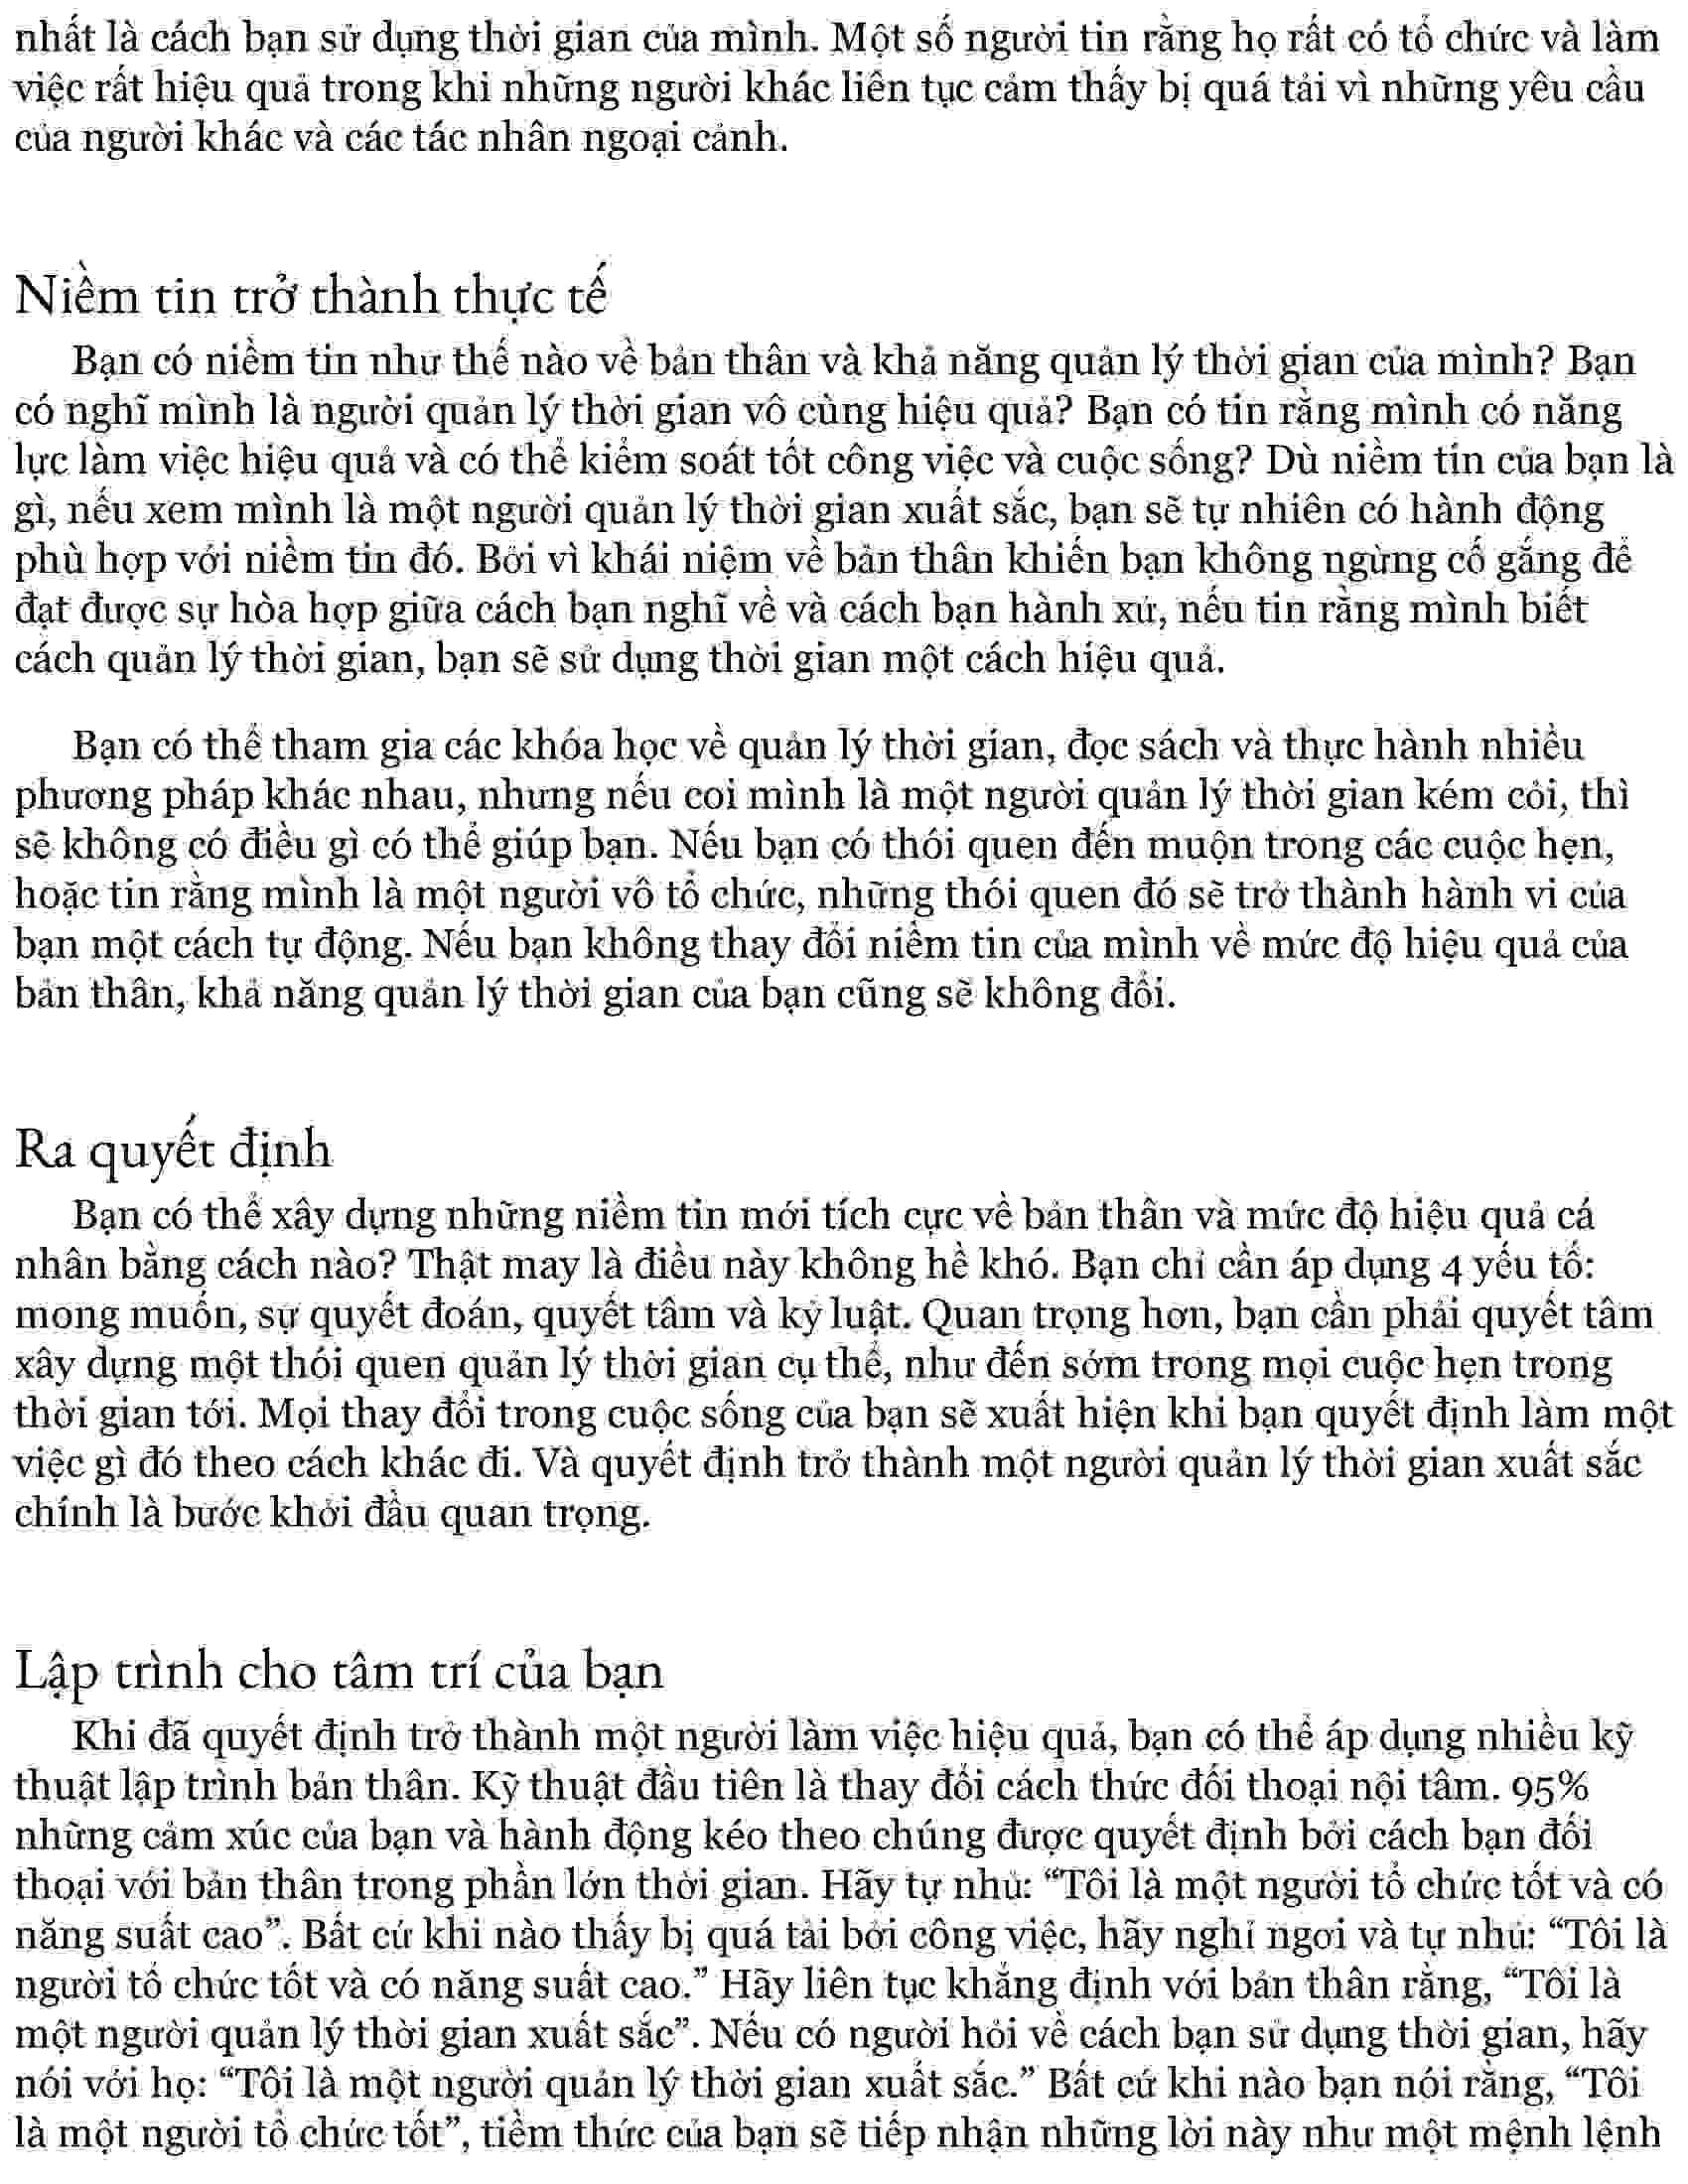 nhất là cách bạn sử dụng thời gian của mình. Một số người tin rằng họ rất có tổ chức và làm
việc rất hiệu quả trong khi những người khác liên tục cảm thấy bị quá tải vì những yêu cầu
của người khác và các tác nhân ngoại cảnh.
Niềm tin trở thành thực tế
Bạn có niềm tin như thế nào về bản thân và khả năng quản lý thời gian của mình? Bạn
có nghĩ mình là người quản lý thời gian vô cùng hiệu quả? Bạn có tin rằng mình có năng
lực làm việc hiệu quả và có thể kiểm soát tốt công việc và cuộc sống? Dù niềm tin của bạn là
gì, nếu xem mình là một người quản lý thời gian xuất sắc, bạn sẽ tự nhiên có hành động
phù hợp với niềm tin đó. Bởi vì khái niệm về bản thân khiến bạn không ngừng cố gắng để
đạt được sự hòa hợp giữa cách bạn nghĩ về và cách bạn hành xử, nếu tin rằng mình biết
cách quản lý thời gian, bạn sẽ sử dụng thời gian một cách hiệu quả.
Bạn có thể tham gia các khóa học về quản lý thời gian, đọc sách và thực hành nhiều
phương pháp khác nhau, nhưng nếu coi mình là một người quản lý thời gian kém cỏi, thì
sẽ không có điều gì có thể giúp bạn. Nếu bạn có thói quen đến muộn trong các cuộc hẹn,
hoặc tin rằng mình là một người vô tổ chức, những thói quen đó sẽ trở thành hành vi của
bạn một cách tự động. Nếu bạn không thay đổi niềm tin của mình về mức độ hiệu quả của
bản thân, khả năng quản lý thời gian của bạn cũng sẽ không đổi.
Ra quyết định
Bạn có thể xây dựng những niềm tin mới tích cực về bản thân và mức độ hiệu quả cá
nhân bằng cách nào? Thật may là điều này không hề khó. Bạn chỉ cần áp dụng 4 yếu tố:
mong muốn, sự quyết đoán, quyết tâm và kỷ luật. Quan trọng hơn, bạn cần phải quyết tâm
xây dựng một thói quen quản lý thời gian cụ thể, như đến sớm trong mọi cuộc hẹn trong
thời gian tới. Mọi thay đổi trong cuộc sống của bạn sẽ xuất hiện khi bạn quyết định làm một
việc gì đó theo cách khác đi. Và quyết định trở thành một người quản lý thời gian xuất sắc
chính là bước khởi đầu quan trọng.
Lập trình cho tâm trí của bạn
Khi đã quyết định trở thành một người làm việc hiệu quả, bạn có thể áp dụng nhiều kỹ
thuật lập trình bản thân. Kỹ thuật đầu tiên là thay đổi cách thức đối thoại nội tâm. 95%
những cảm xúc của bạn và hành động kéo theo chúng được quyết định bởi cách bạn đối
thoại với bản thân trong phần lớn thời gian. Hãy tự nhủ: “Tôi là một người tổ chức tốt và có
năng suất cao”. Bất cứ khi nào thấy bị quá tải bởi công việc, hãy nghỉ ngơi và tự nhủ: “Tôi là
người tổ chức tốt và có năng suất cao.” Hãy liên tục khẳng định với bản thân rằng, “Tôi là
một người quản lý thời gian xuất sắc”. Nếu có người hỏi về cách bạn sử dụng thời gian, hãy
nói với họ: “Tôi là một người quản lý thời gian xuất sắc.” Bất cứ khi nào bạn nói rằng, “Tôi
là một người tổ chức tốt”, tiềm thức của bạn sẽ tiếp nhận những lời này như một mệnh lệnh